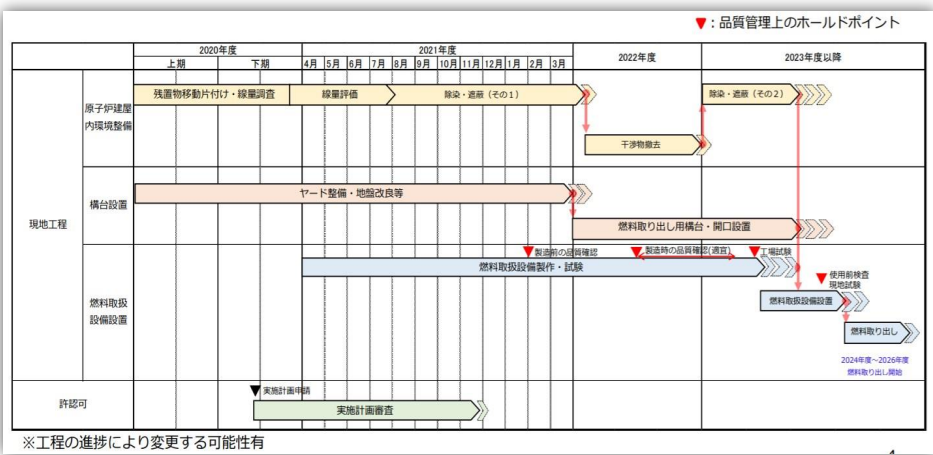 ▼：品質管理上のホールドポイント
2020年度
2021年度
2022年度
2023年度以降
上期
下期
4月 5月 6月 7月 8月 9月 10月 11月 12月 1月 2月 3月
現地工程
原子炉建屋
内環境整備
残置物移動片付け・線量調査
線量評価
除染・遮蔽（その１）
除染・遮蔽（その２）
干渉物撤去
構台設置
ヤード整備・地盤改良等
燃料取り出し用構台・開口設置
燃料取扱
設備設置
▼製造前の品質確認
▼製造時の品質確認(適宜)
▼工場試験
燃料取扱設備製作・試験
▼使用前検査
現地試験
燃料取扱設備設置
燃料取り出し
2024年度～2026年度
燃料取り出し開始
許認可
▼実施計画申請
実施計画審査
※工程の進捗により変更する可能性有